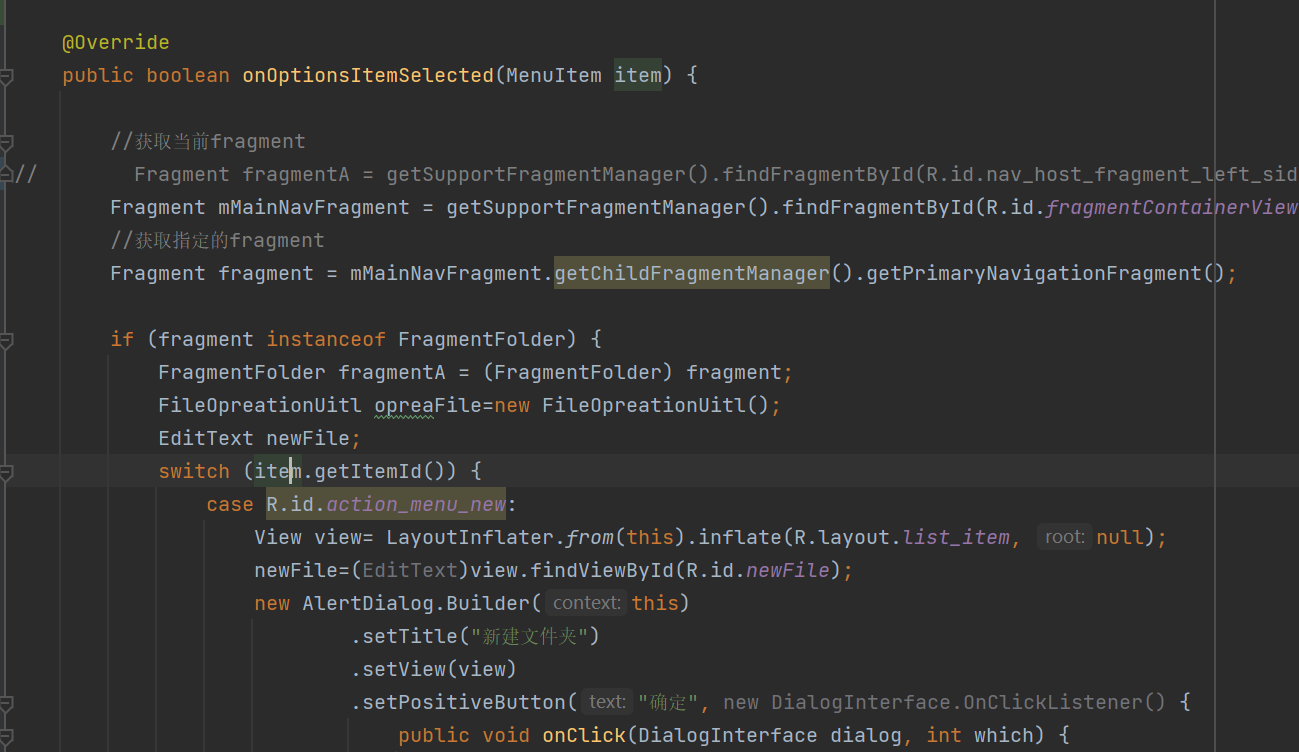 @Override
public boolean onOptionsItemSelected(MenuItem item) {
//获取当前fragment
// Fragment fragmentA = getSupportFragmentManager().findFragmentById(R.id.nav_host_fragment_left_sid
Fragment mMainNavFragment = getSupportFragmentManager().findFragmentById(R.id.fragmentContainerView
//获取指定的fragment
Fragment fragment = mMainNavFragment.getChildFragmentManager().getPrimaryNavigationFragment();
if (fragment instanceof FragmentFolder) {
FragmentFolder fragmentA = (FragmentFolder) fragment;
FileOpreationUitl opreaFile=new FileOpreationUitl();
EditText newFile;
switch (item.getItemId()) {
case R.id.action_menu_new:
View view= LayoutInflater.from(this).inflate(R.layout.list_item, root: null);
newFile=(EditText)view.findViewById(R.id.newFile);
new AlertDialog.Builder( context: this)
.setTitle("新建文件夹")
.setView(view)
.setPositiveButton( text: "确定", new DialogInterface.OnClickListener() {
public void onClick(DialogInterface dialog, int which) {